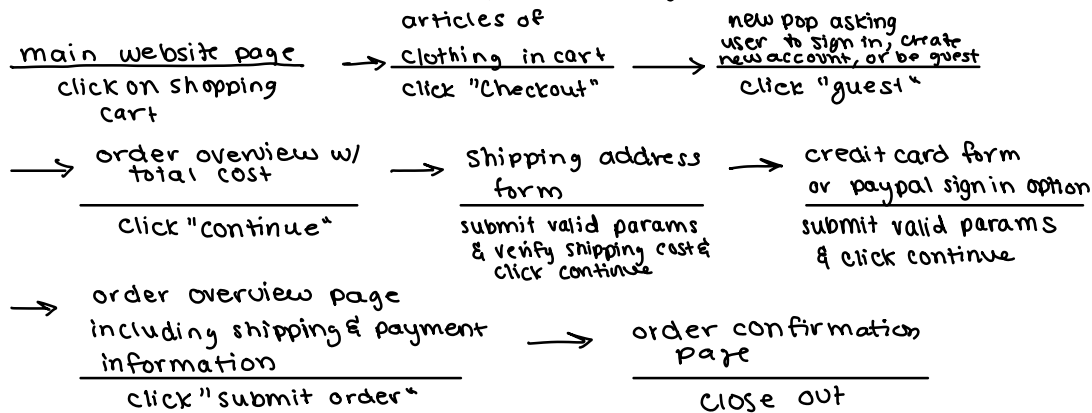 main website page
click on shopping
cart
→ articles of
clothing in cart
click "Checkout"
→ new pop asking
user to sign in, create
new account, or be guest
click "guest"
→ order overview w/
total cost
click "continue"
→ shipping address
form
submit valid params
& verify shipping cost &
click continue
→ credit card form
or paypal sign in option
submit valid params
& click continue
→ order overview page
including shipping & payment
information
click "submit order"
→ order confirmation
page
close out